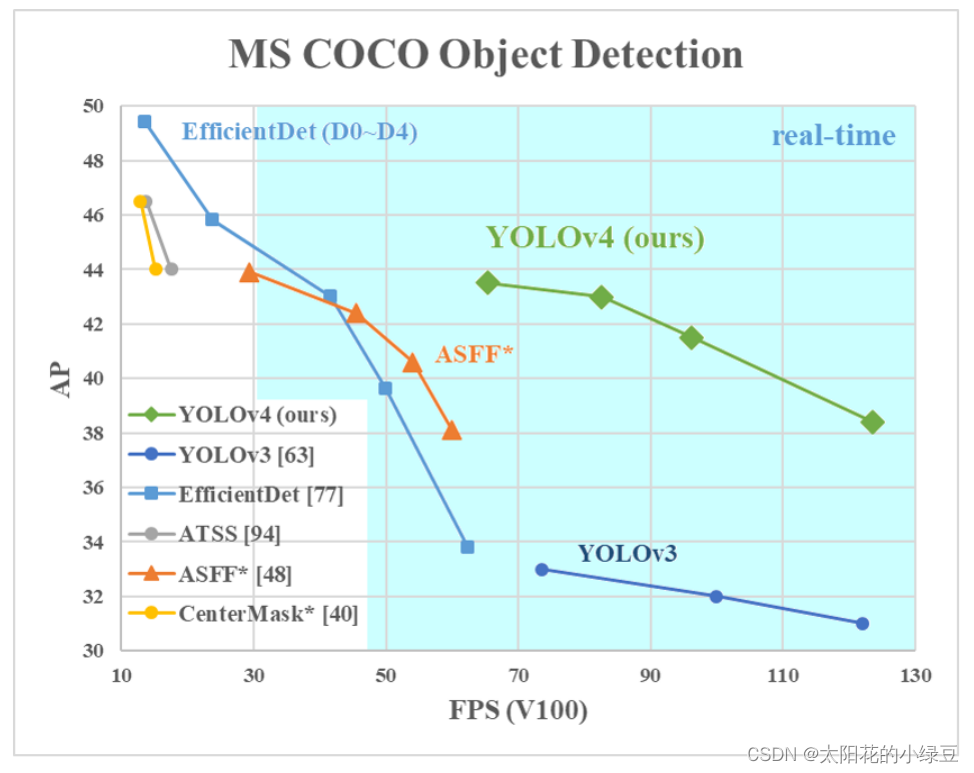 MS COCO Object Detection
50
48
46
44
42
40
38
36
34
32
30
AP
EfficientDet (D0~D4)
real-time
YOLOv4 (ours)
ASFF*
YOLOv3
YOLOv4 (ours)
YOLOv3 [63]
EfficientDet [77]
ATSS [94]
ASFF* [48]
CenterMask* [40]
10 30 50 70 90 110 130
FPS (V100)
CSDN @太阳花的小绿豆